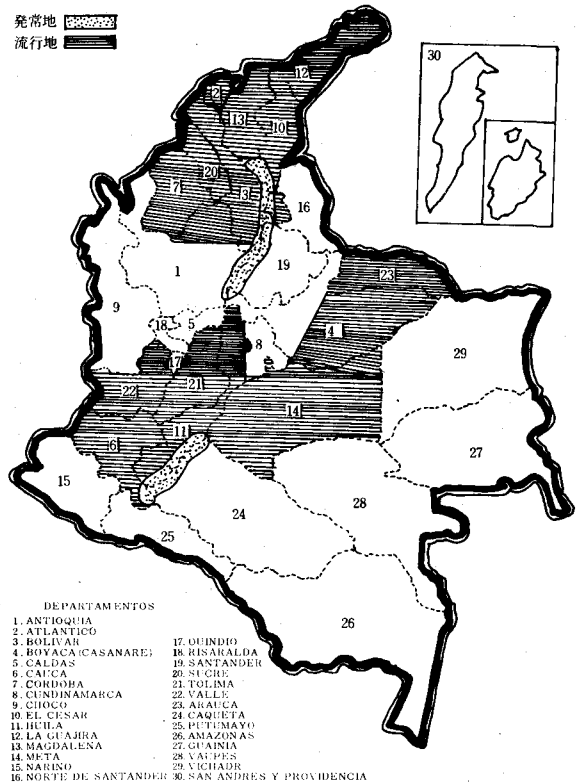 発常地
流行地
30
12
2
13
10
20
7
3
16
1
19
23
9
18
5
4
8
29
17
22
21
14
11
6
27
15
28
24
25
26
DEPARTAMENTOS
1. ANTIOQUIA
2. ATLANTICO
3. BOLIVAR
4. BOYACA (CASANARE)
5. CALDAS
6. CAUCA
7. CORDOBA
8. CUNDINAMARCA
9. CHOCO
10. EL CESAR
11. HUILA
12. LA GUAJIRA
13. MAGDALENA
14. META
15. NARINO
16. NORTE DE SANTANDER
17. QUINDIO
18. RISARALDA
19. SANTANDER
20. SUCRE
21. TOLIMA
22. VALLE
23. ARAUCA
24. CAQUETA
25. PUTUMAYO
26. AMAZONAS
27. GUAINIA
28. VAUPES
29. VICHADR
30. SAN ANDRES Y PROVIDENCIA